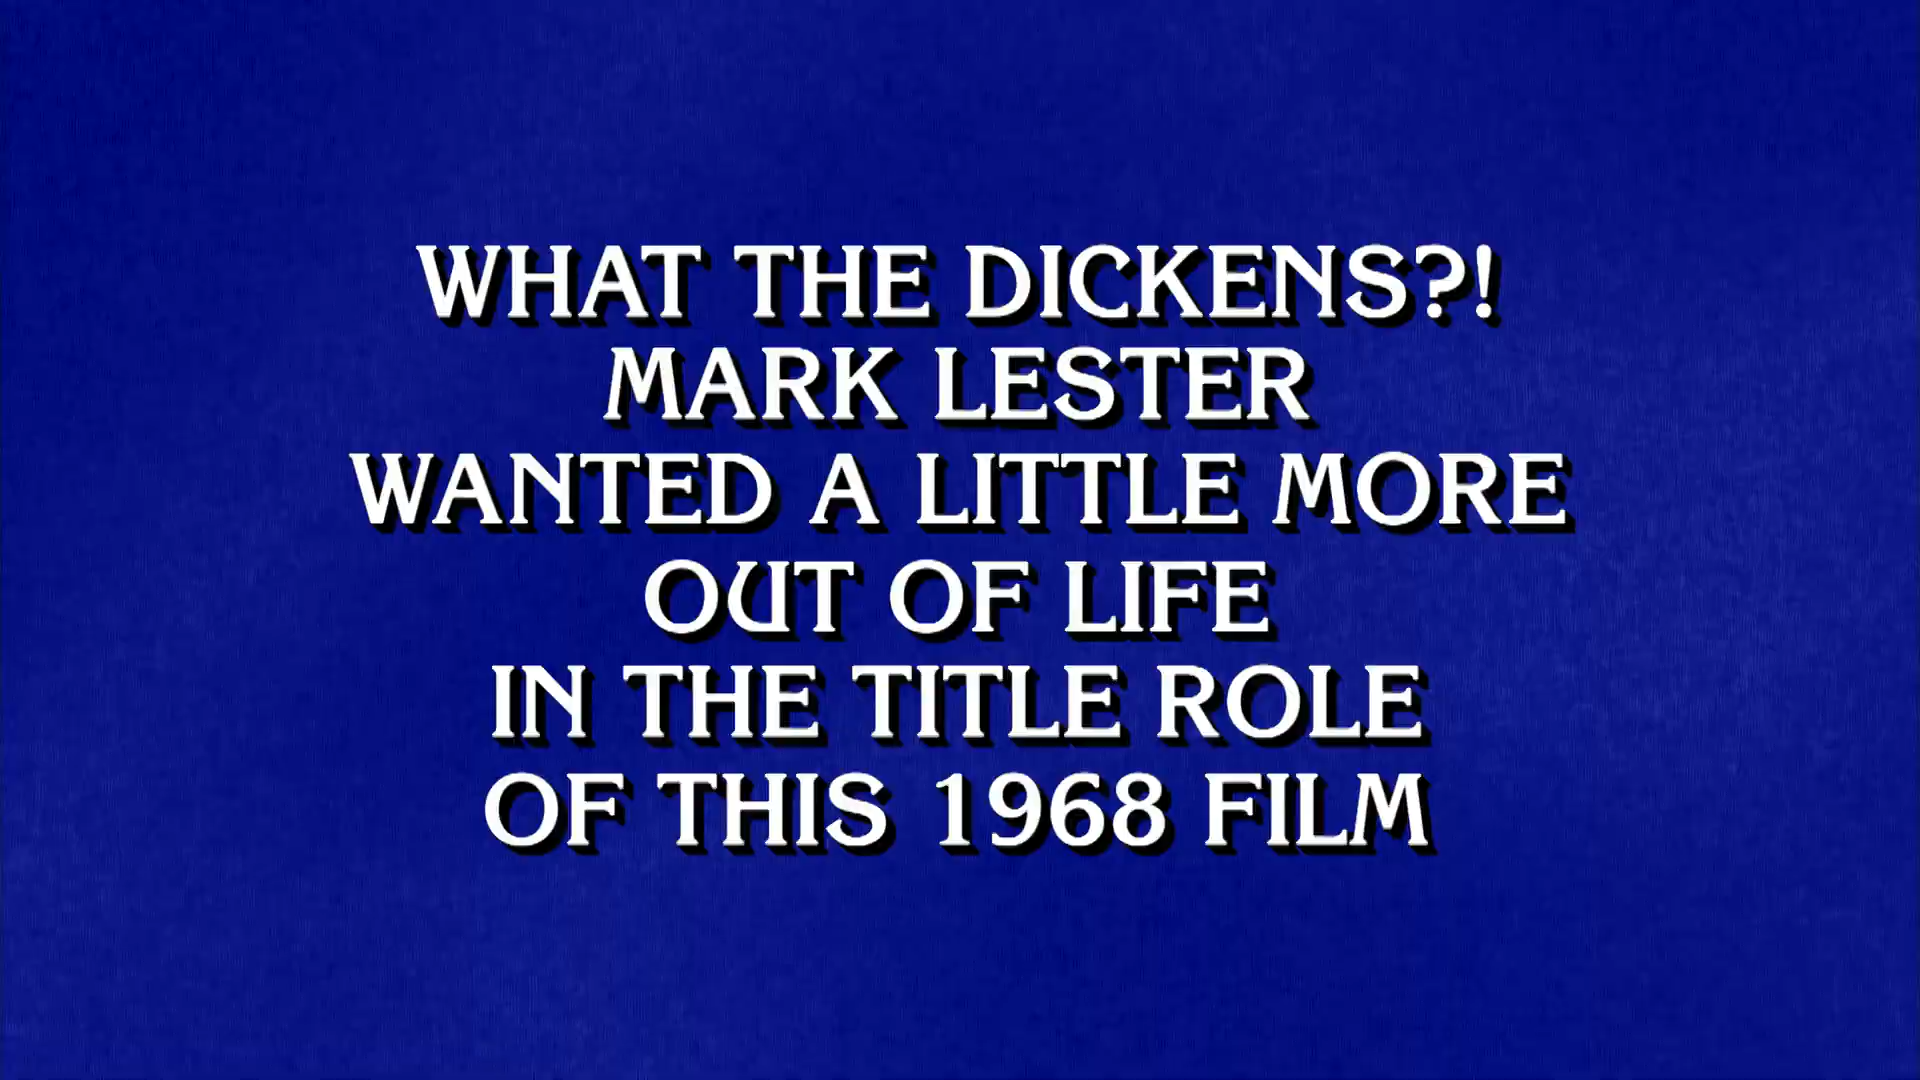 WHAT THE DICKENS?!
MARK LESTER
WANTED A LITTLE MORE
OUT OF LIFE
IN THE TITLE ROLE
OF THIS 1968 FILM